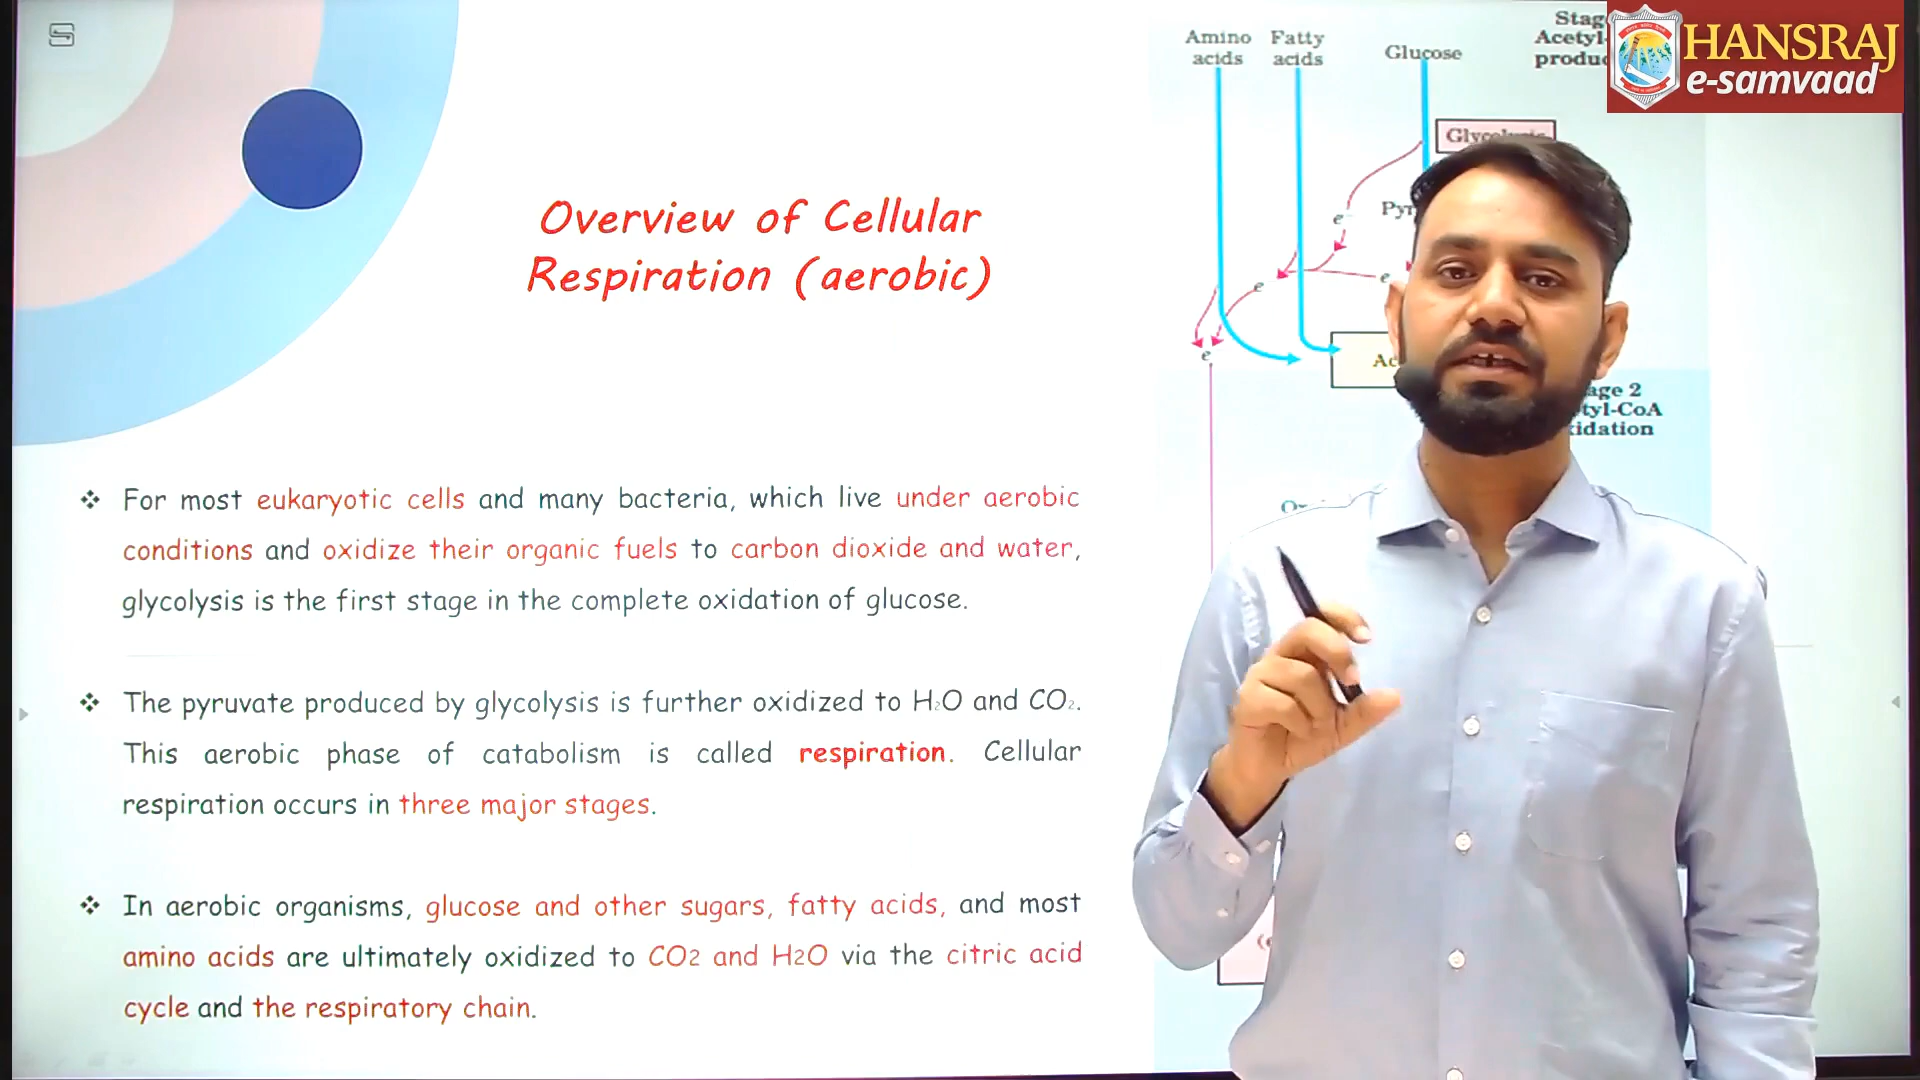 HANSRAJ
e-samvaad
Amino acids
Fatty acids
Glucose
e
e
e
e
age 2
tyl-CoA
idation
Overview of Cellular
Respiration (aerobic)
❖ For most eukaryotic cells and many bacteria, which live under aerobic
conditions and oxidize their organic fuels to carbon dioxide and water,
glycolysis is the first stage in the complete oxidation of glucose.
❖ The pyruvate produced by glycolysis is further oxidized to H₂O and CO₂.
This aerobic phase of catabolism is called respiration. Cellular
respiration occurs in three major stages.
❖ In aerobic organisms, glucose and other sugars, fatty acids, and most
amino acids are ultimately oxidized to CO2 and H2O via the citric acid
cycle and the respiratory chain.